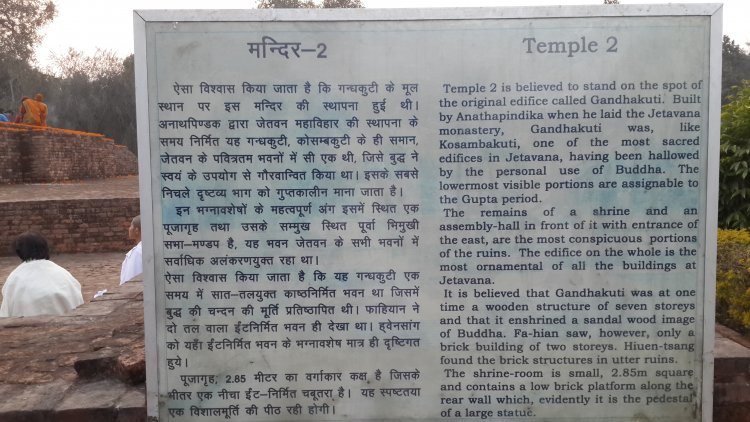 मन्दिर–2
ऐसा विश्वास किया जाता है कि गन्धकुटी के मूल
स्थान पर इस मन्दिर की स्थापना हुई थी।
अनाथपिण्डक द्वारा जेतवन महाविहार की स्थापना के
समय निर्मित यह गन्धकुटी, कोसम्बकुटी के ही समान,
जेतवन के पवित्रतम भवनों में सी एक थी, जिसे बुद्ध ने
स्वयं के उपयोग से गौरवान्वित किया था। इसके सबसे
निचले दृष्टव्य भाग को गुप्तकालीन माना जाता है।
इन भग्नावशेषों के महत्वपूर्ण अंग इसमें स्थित एक
पूजागृह तथा उसके सम्मुख स्थित पूर्वा भिमुखी
सभा–मण्डप है, यह भवन जेतवन के सभी भवनों में
सर्वाधिक अलंकरणयुक्त रहा था।
ऐसा विश्वास किया जाता है कि यह गन्धकुटी एक
समय में सात–तलयुक्त काष्ठनिर्मित भवन था जिसमें
बुद्ध की चन्दन की मूर्ति प्रतिष्ठापित थी। फाहियान ने
दो तल वाला ईंटनिर्मित भवन ही देखा था। हुवेनसांग
को यहाँ ईंटनिर्मित भवन के भग्नावशेष मात्र ही दृष्टिगत
हुये।
पूजागृह, 2.85 मीटर का वर्गाकार कक्ष है जिसके
भीतर एक नीचा ईंट–निर्मित चबूतरा है। यह स्पष्टतया
एक विशालमूर्ति की पीठ रही होगी।
Temple 2
Temple 2 is believed to stand on the spot of
the original edifice called Gandhakuti. Built
by Anathapindika when he laid the Jetavana
monastery, Gandhakuti was, like
Kosambakuti, one of the most sacred
edifices in Jetavana, having been hallowed
by the personal use of Buddha. The
lowermost visible portions are assignable to
the Gupta period.
The remains of a shrine and an
assembly-hall in front of it with entrance of
the east, are the most conspicuous portions
of the ruins. The edifice on the whole is the
most ornamental of all the buildings at
Jetavana.
It is believed that Gandhakuti was at one
time a wooden structure of seven storeys
and that it enshrined a sandal wood image
of Buddha. Fa-hian saw, however, only a
brick building of two storeys. Hiuen-tsang
found the brick structures in utter ruins.
The shrine-room is small, 2.85m square
and contains a low brick platform along the
rear wall which, evidently it is the pedestal
of a large statue.